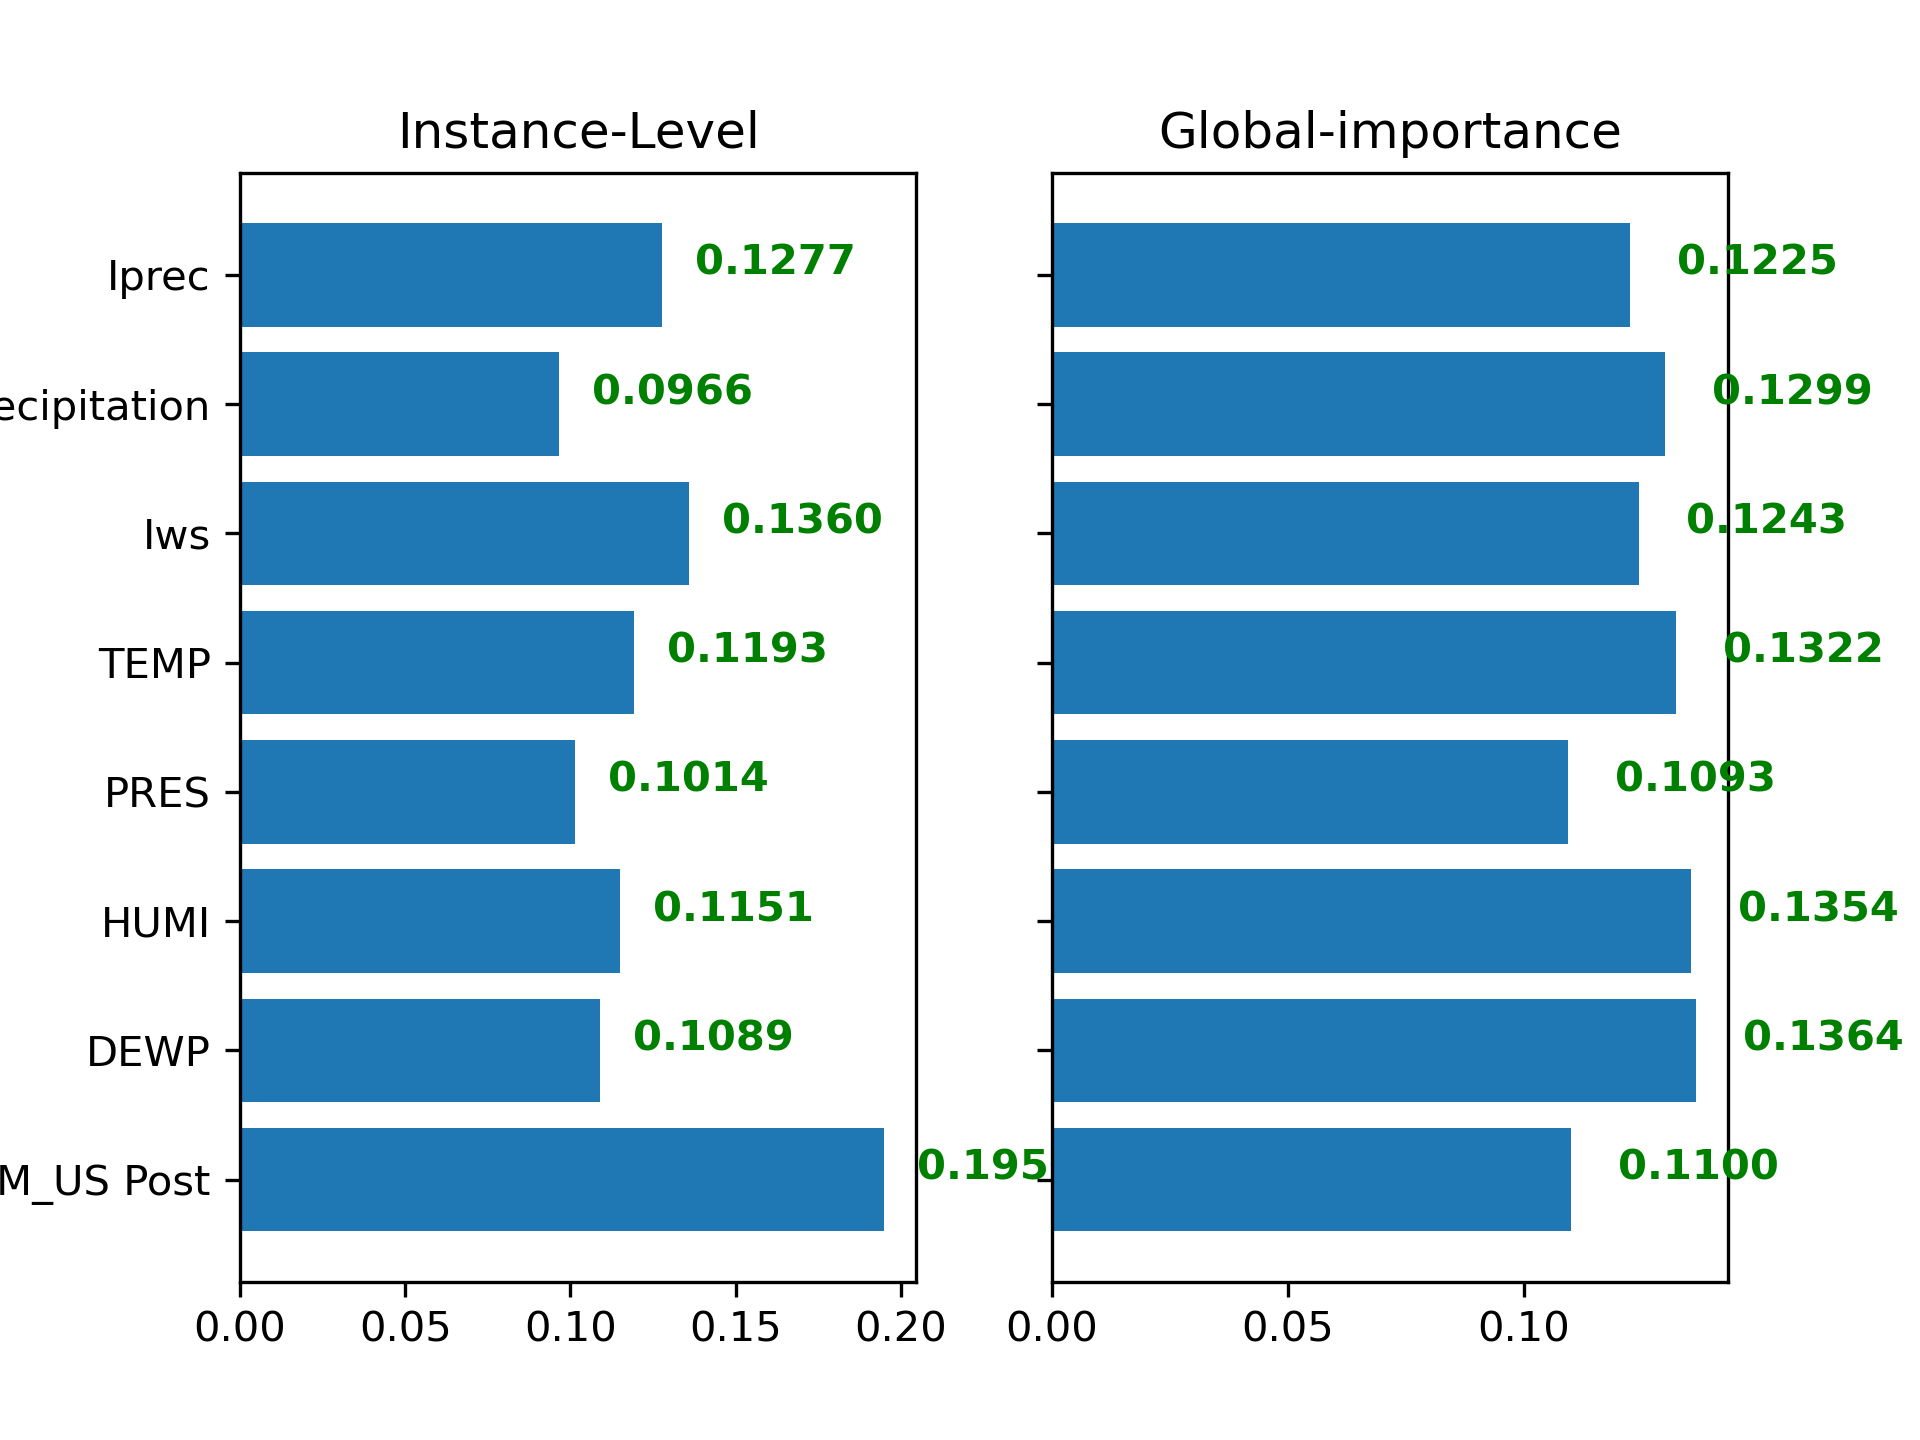 Instance-Level Global-importance
Iprec 0.1277 0.1225
ecipitation 0.0966 0.1299
Iws 0.1360 0.1243
TEMP 0.1193 0.1322
PRES 0.1014 0.1093
HUMI 0.1151 0.1354
DEWP 0.1089 0.1364
M_US Post 0.195 0.1100
0.00 0.05 0.10 0.15 0.20 0.00 0.05 0.10